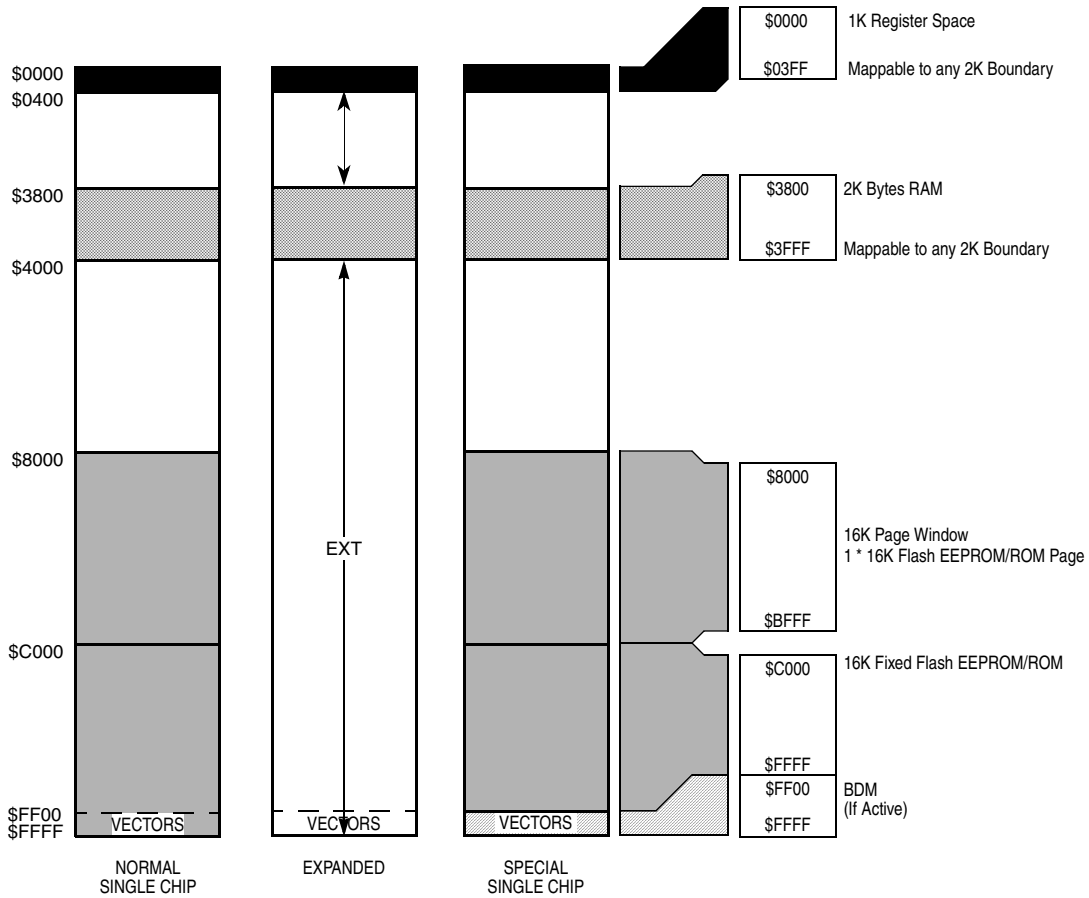 $0000
1K Register Space
$03FF
Mappable to any 2K Boundary
$0000
$0400
$3800
$3800
2K Bytes RAM
$3FFF
Mappable to any 2K Boundary
$4000
$8000
$8000
16K Page Window
1 * 16K Flash EEPROM/ROM Page
EXT
$BFFF
$C000
$C000
16K Fixed Flash EEPROM/ROM
$FFFF
$FF00
BDM
(If Active)
$FFFF
$FF00
$FFFF
VECTORS
VECTORS
VECTORS
NORMAL
SINGLE CHIP
EXPANDED
SPECIAL
SINGLE CHIP